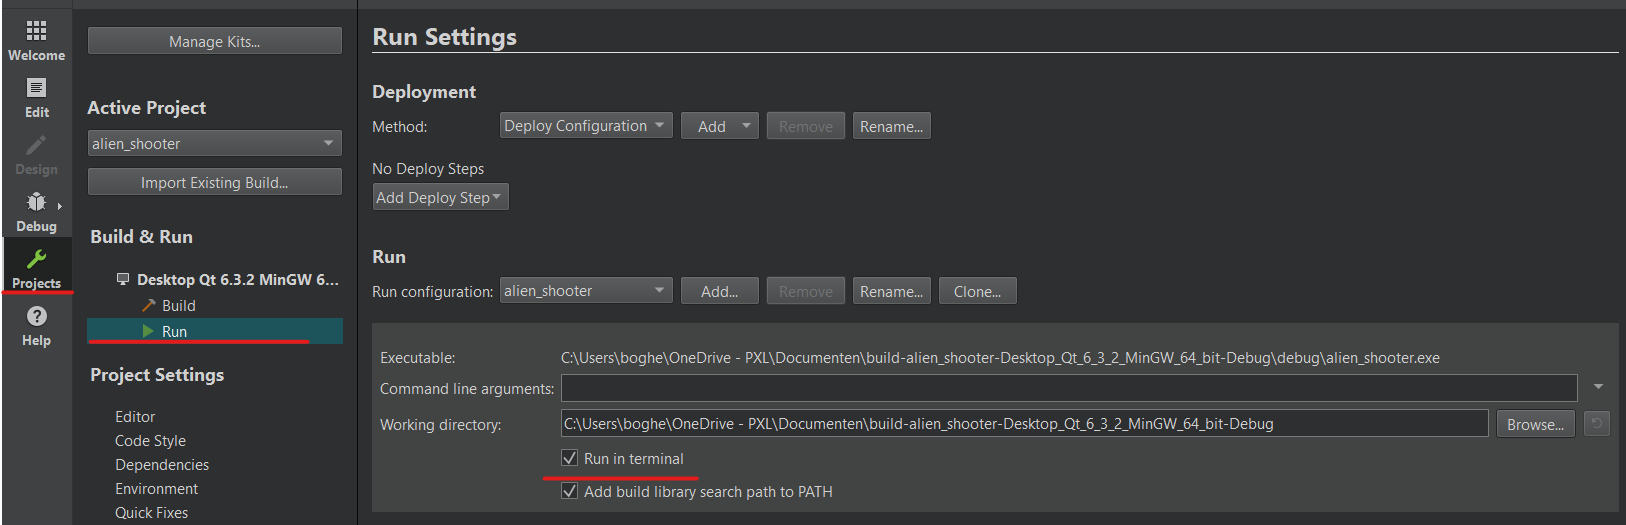 Welcome
Edit
Design
Debug
Projects
Help
Manage Kits...
Active Project
alien_shooter
Import Existing Build...
Build & Run
Desktop Qt 6.3.2 MinGW 6...
Build
Run
Project Settings
Editor
Code Style
Dependencies
Environment
Quick Fixes
Run Settings
Deployment
Method: Deploy Configuration Add Remove Rename...
No Deploy Steps
Add Deploy Step
Run
Run configuration: alien_shooter Add... Remove Rename... Clone...
Executable: C:\Users\boghe\OneDrive - PXL\Documenten\build-alien_shooter-Desktop_Qt_6_3_2_MinGW_64_bit-Debug\debug\alien_shooter.exe
Command line arguments:
Working directory: C:\Users\boghe\OneDrive - PXL\Documenten\build-alien_shooter-Desktop_Qt_6_3_2_MinGW_64_bit-Debug Browse...
Run in terminal
Add build library search path to PATH